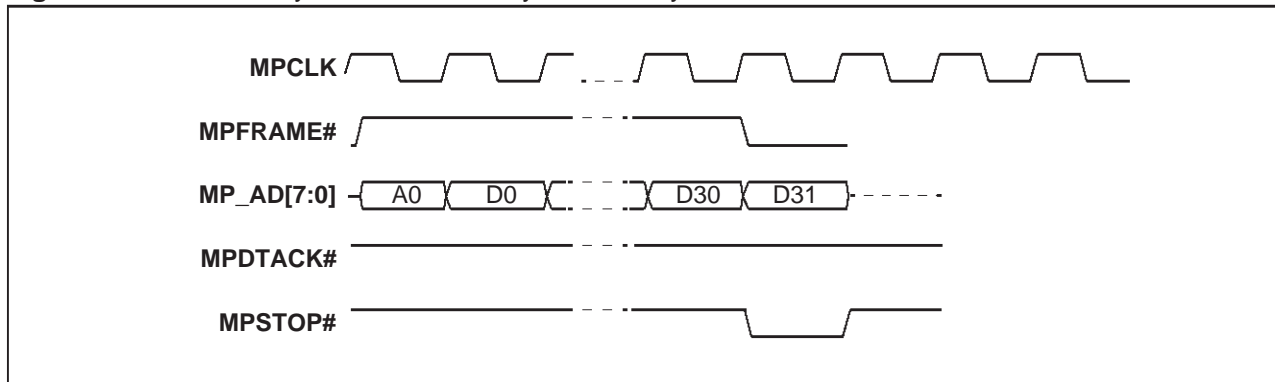 MPCLK
MPFRAME#
MP_AD[7:0] A0 D0 D30 D31
MPDTACK#
MPSTOP#